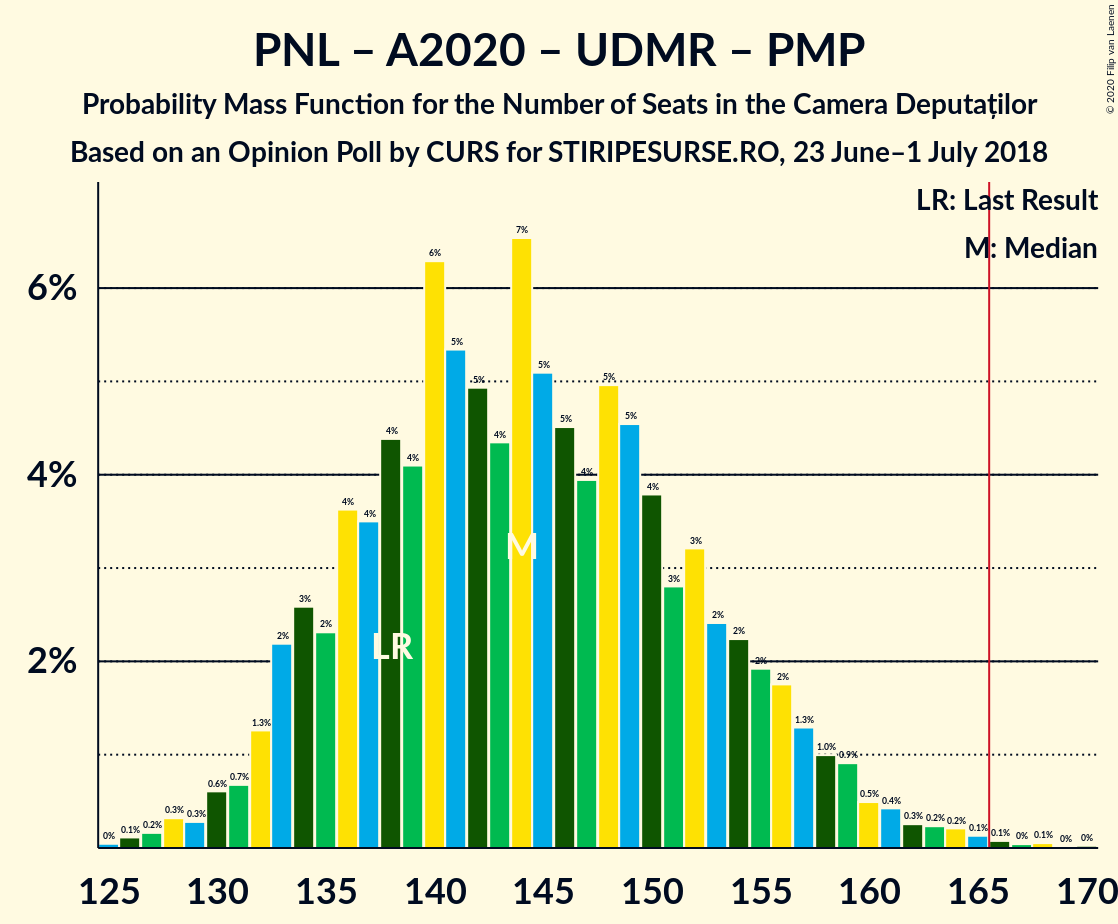 PNL – A2020 – UDMR – PMP
Probability Mass Function for the Number of Seats in the Camera Deputaților
Based on an Opinion Poll by CURS for STIRIPESURSE.RO, 23 June–1 July 2018
© 2020 Filip van Laenen
LR: Last Result
M: Median
6%
4%
2%
0% 0.1% 0.2% 0.3% 0.3% 0.6% 0.7% 1.3% 2% 3% 2% 4% 4% 4% 4% 6% 5% 5% 4% 7% 5% 5% 4% 5% 5% 4% 3% 3% 2% 2% 2% 2% 1.3% 1.0% 0.9% 0.5% 0.4% 0.3% 0.2% 0.2% 0.1% 0.1% 0% 0.1% 0% 0%
M
LR
125 130 135 140 145 150 155 160 165 170